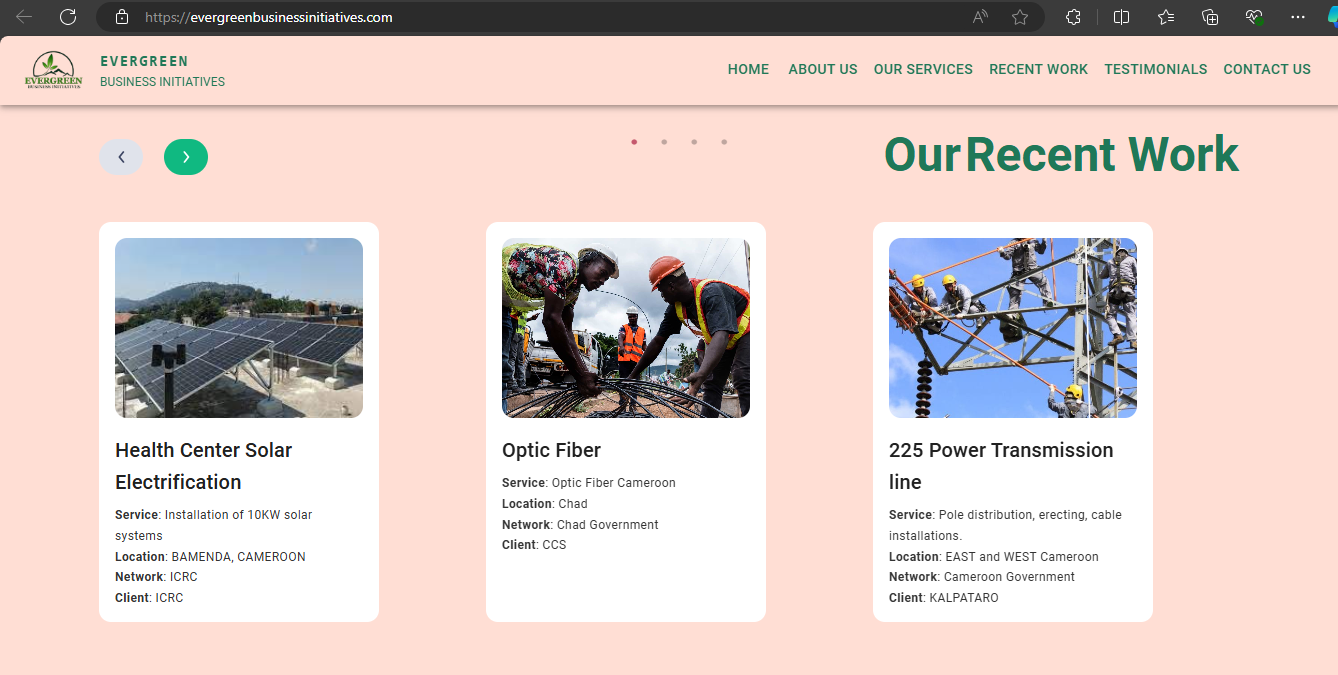 https://evergreenbusinessinitiatives.com
EVERGREEN
BUSINESS INITIATIVES
EVERGREEN
BUSINESS INITIATIVES
HOME ABOUT US OUR SERVICES RECENT WORK TESTIMONIALS CONTACT US
Our Recent Work
Health Center Solar
Electrification
Service: Installation of 10KW solar
systems
Location: BAMENDA, CAMEROON
Network: ICRC
Client: ICRC
Optic Fiber
Service: Optic Fiber Cameroon
Location: Chad
Network: Chad Government
Client: CCS
225 Power Transmission
line
Service: Pole distribution, erecting, cable
installations.
Location: EAST and WEST Cameroon
Network: Cameroon Government
Client: KALPATARO